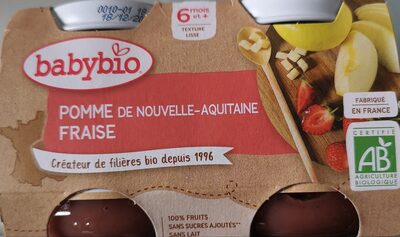 6 mois
et +
TEXTURE
LISSE
babybio
POMME DE NOUVELLE-AQUITAINE
FRAISE
Créateur de filières bio depuis 1996
FABRIQUÉ
EN FRANCE
CERTIFIÉ
AB
AGRICULTURE
BIOLOGIQUE
100% FRUITS
SANS SUCRES AJOUTÉS*
SANS LAIT